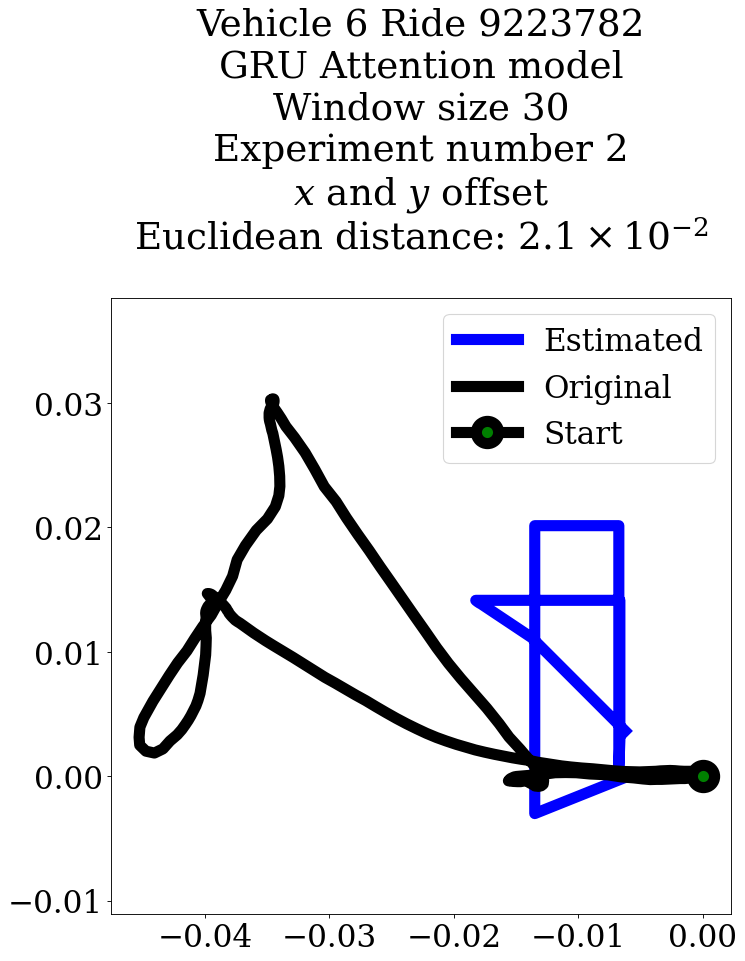 Vehicle 6 Ride 9223782
GRU Attention model
Window size 30
Experiment number 2
x and y offset
Euclidean distance: 2.1 × 10⁻²
Estimated
Original
Start
0.03
0.02
0.01
0.00
−0.01
−0.04 −0.03 −0.02 −0.01 0.00